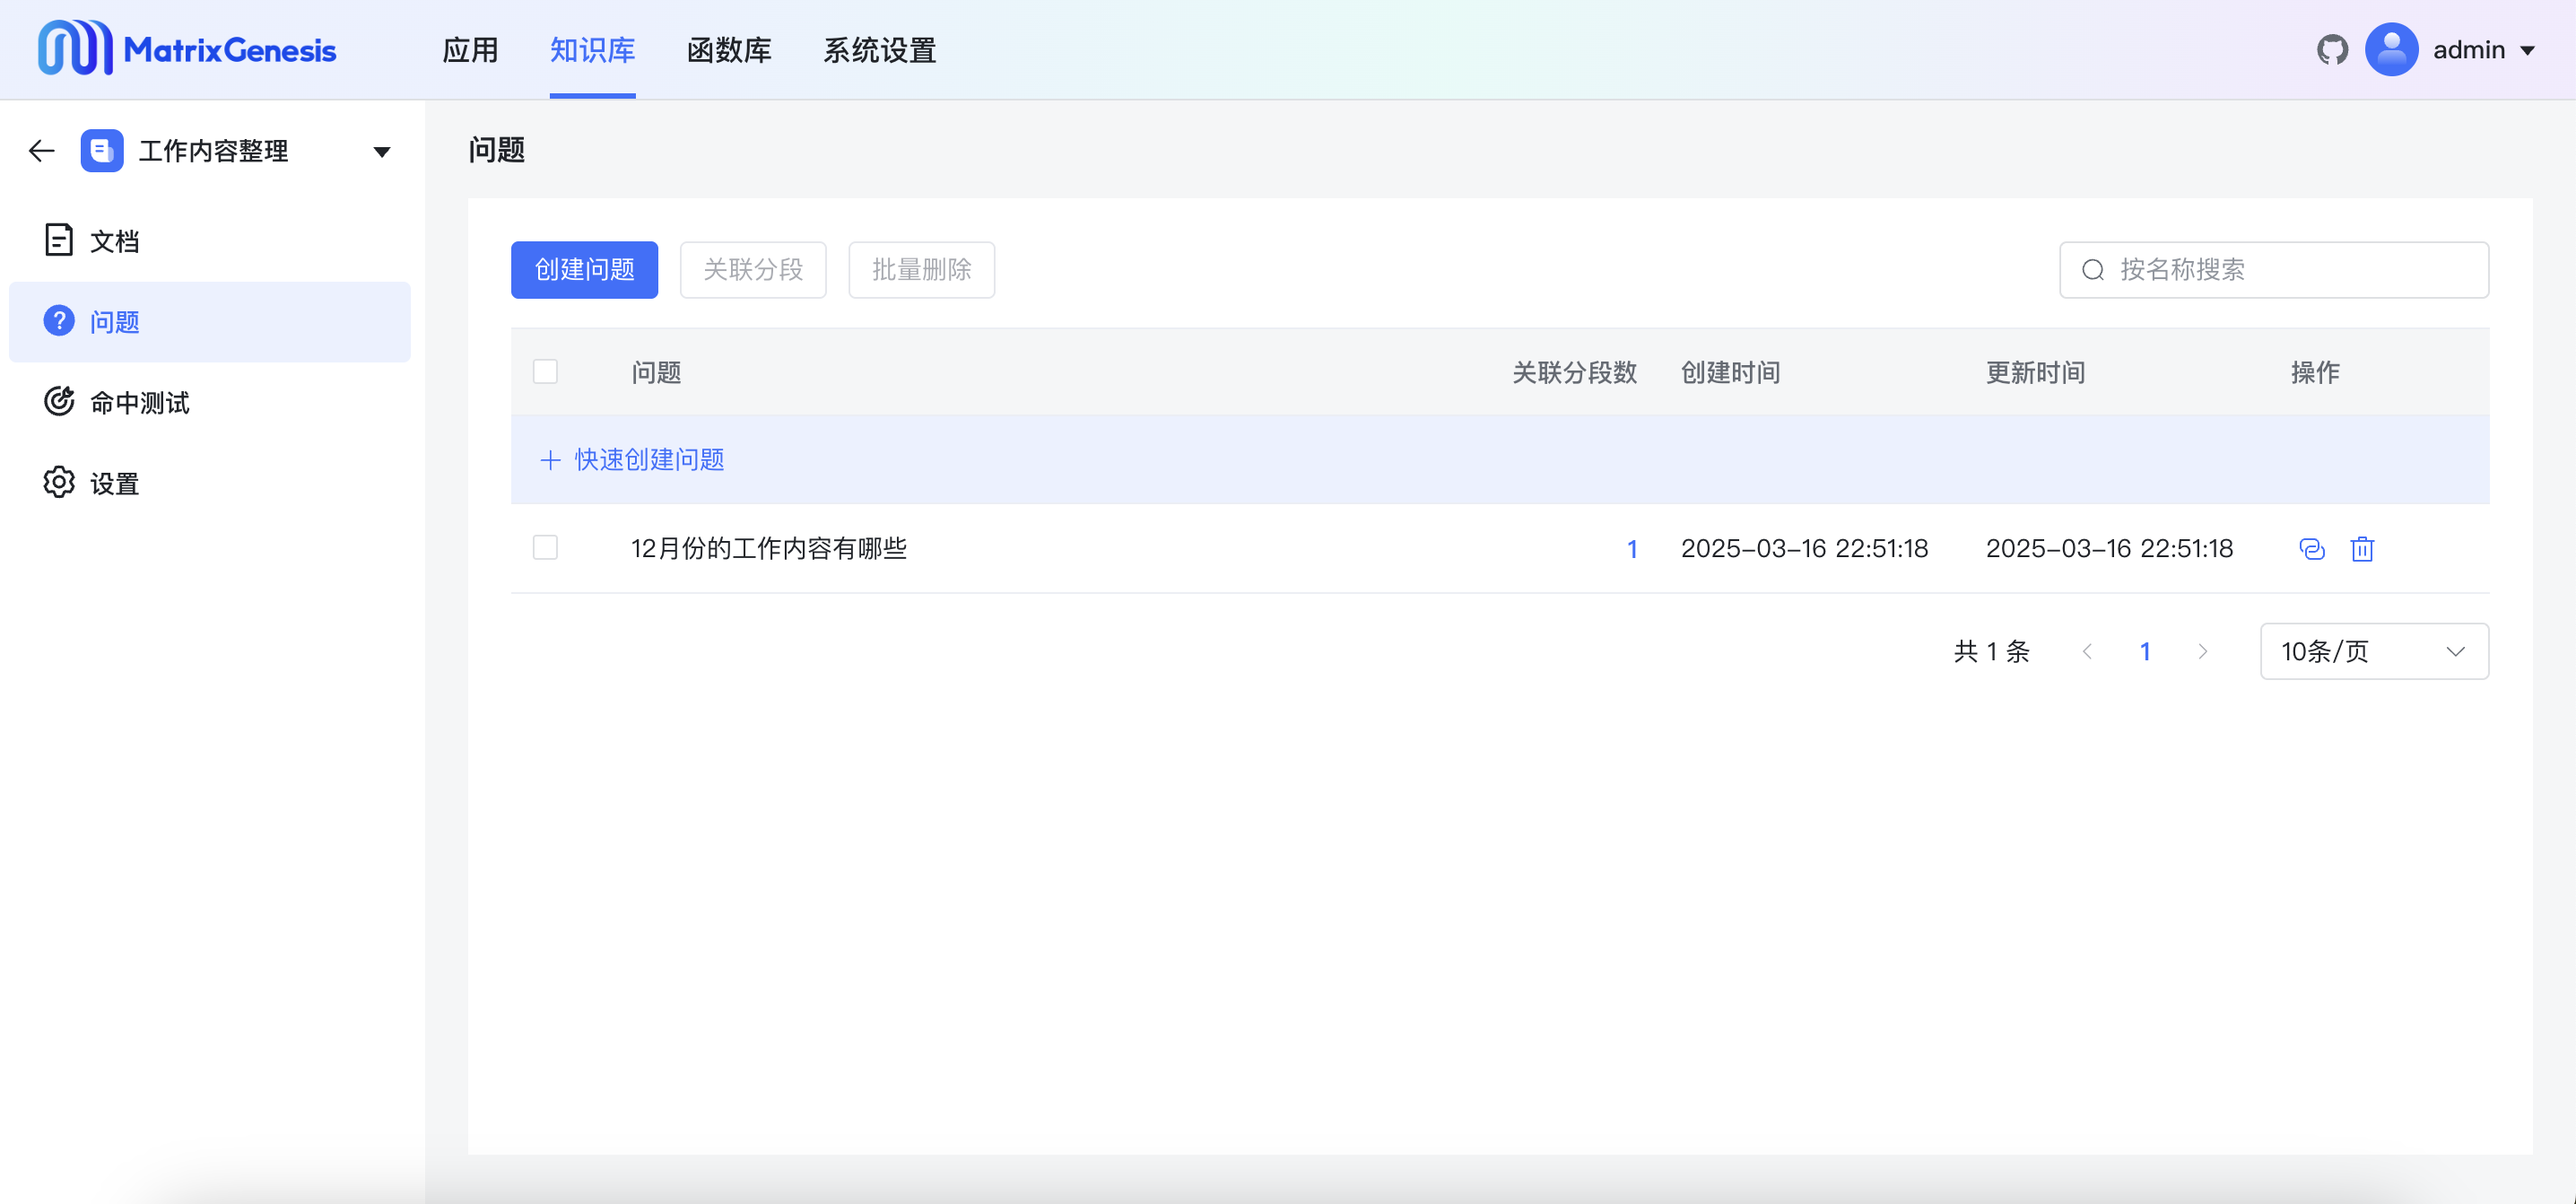 MatrixGenesis 应用 知识库 函数库 系统设置 admin
工作内容整理
文档
问题
命中测试
设置
问题
创建问题 关联分段 批量删除 按名称搜索
问题 关联分段数 创建时间 更新时间 操作
快速创建问题
12月份的工作内容有哪些 1 2025-03-16 22:51:18 2025-03-16 22:51:18
共 1 条 1 10条/页